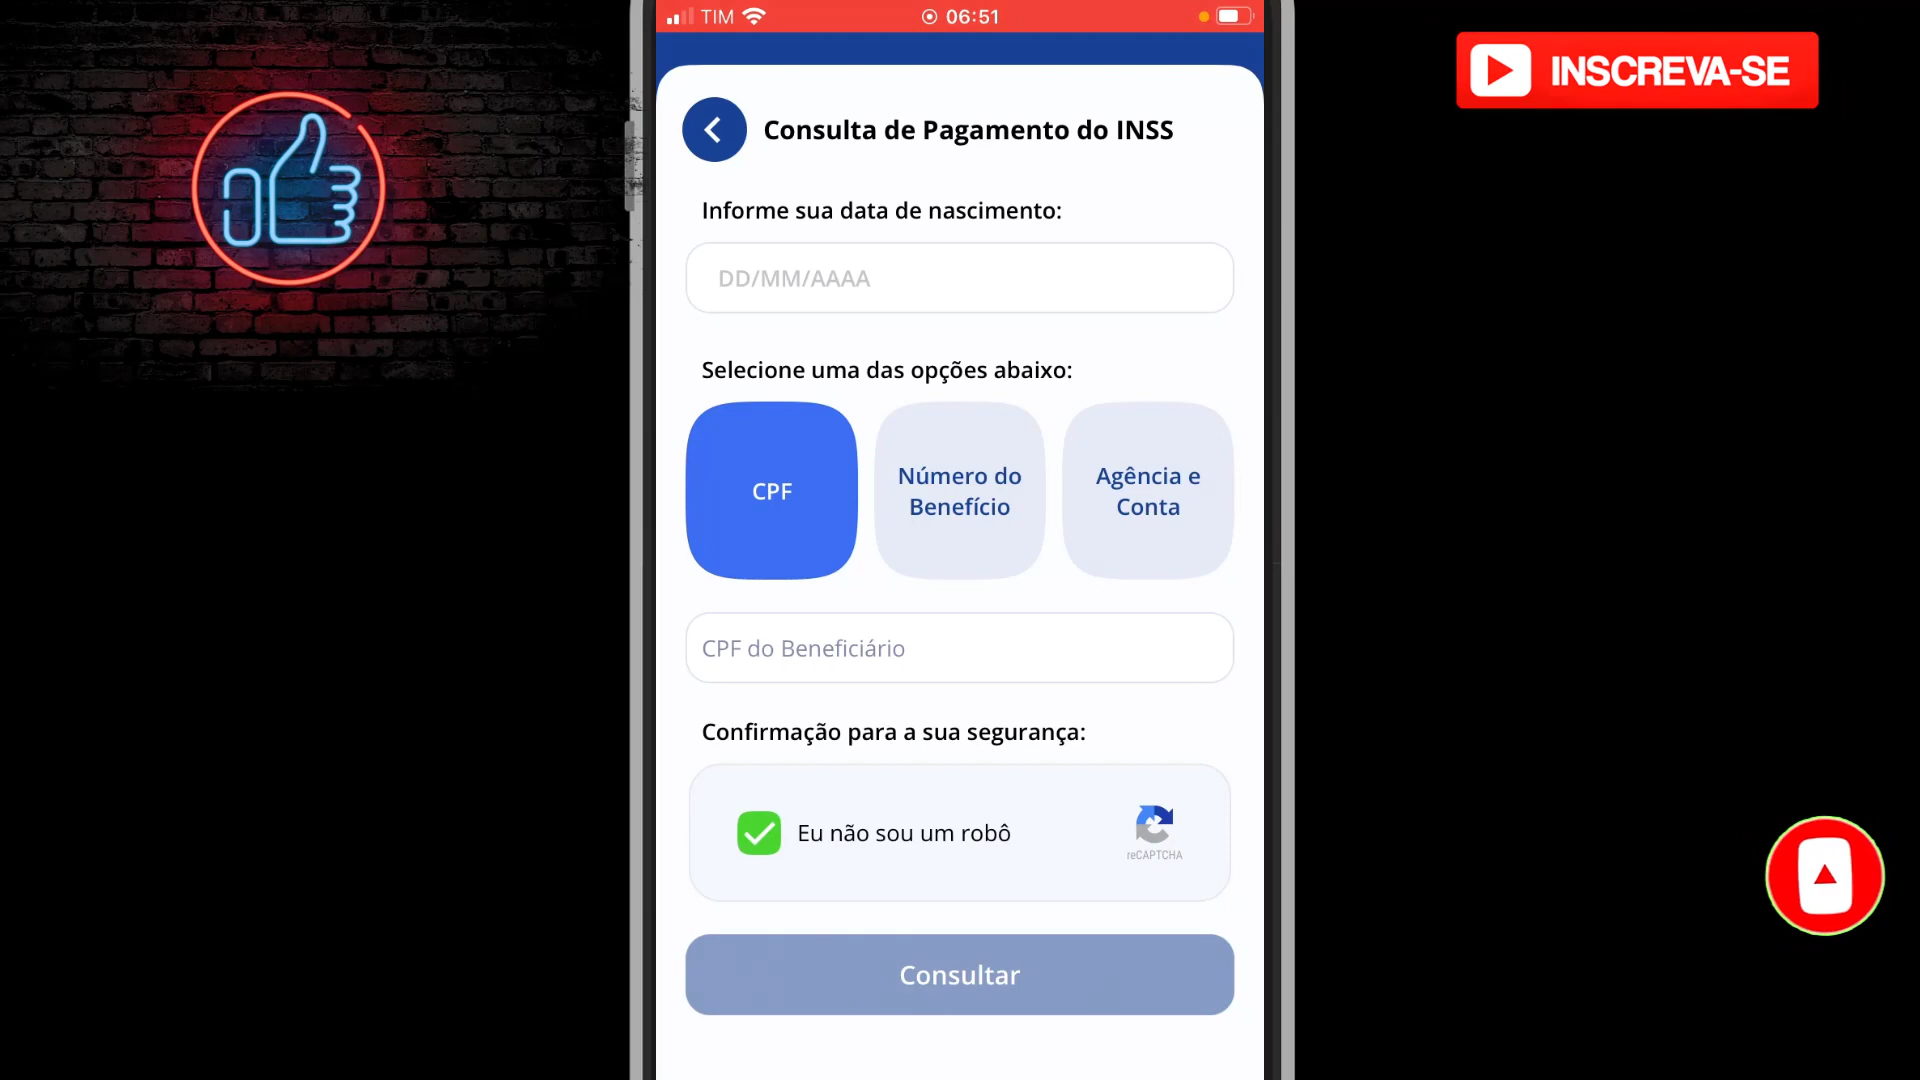 TIM 06:51
INSCREVA-SE
Consulta de Pagamento do INSS
Informe sua data de nascimento:
DD/MM/AAAA
Selecione uma das opções abaixo:
CPF
Número do
Benefício
Agência e
Conta
CPF do Beneficiário
Confirmação para a sua segurança:
Eu não sou um robô
reCAPTCHA
Consultar